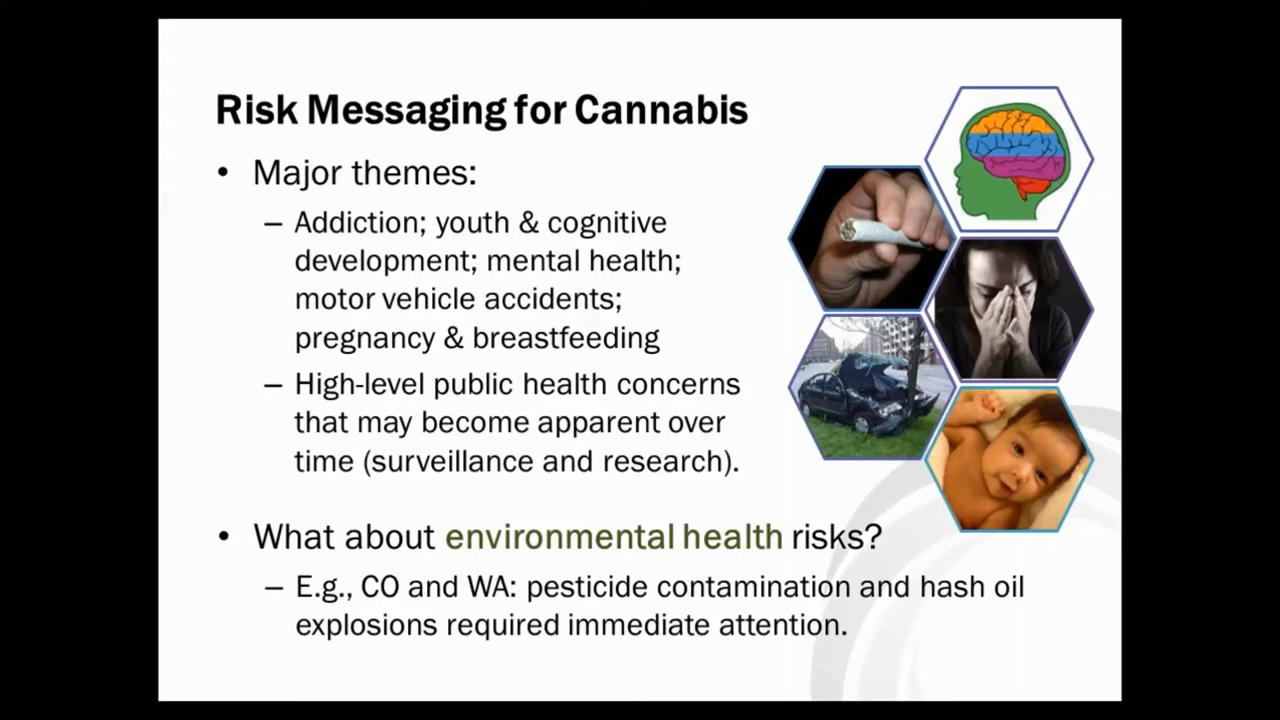 Risk Messaging for Cannabis
• Major themes:
– Addiction; youth & cognitive
development; mental health;
motor vehicle accidents;
pregnancy & breastfeeding
– High-level public health concerns
that may become apparent over
time (surveillance and research).
• What about environmental health risks?
– E.g., CO and WA: pesticide contamination and hash oil
explosions required immediate attention.